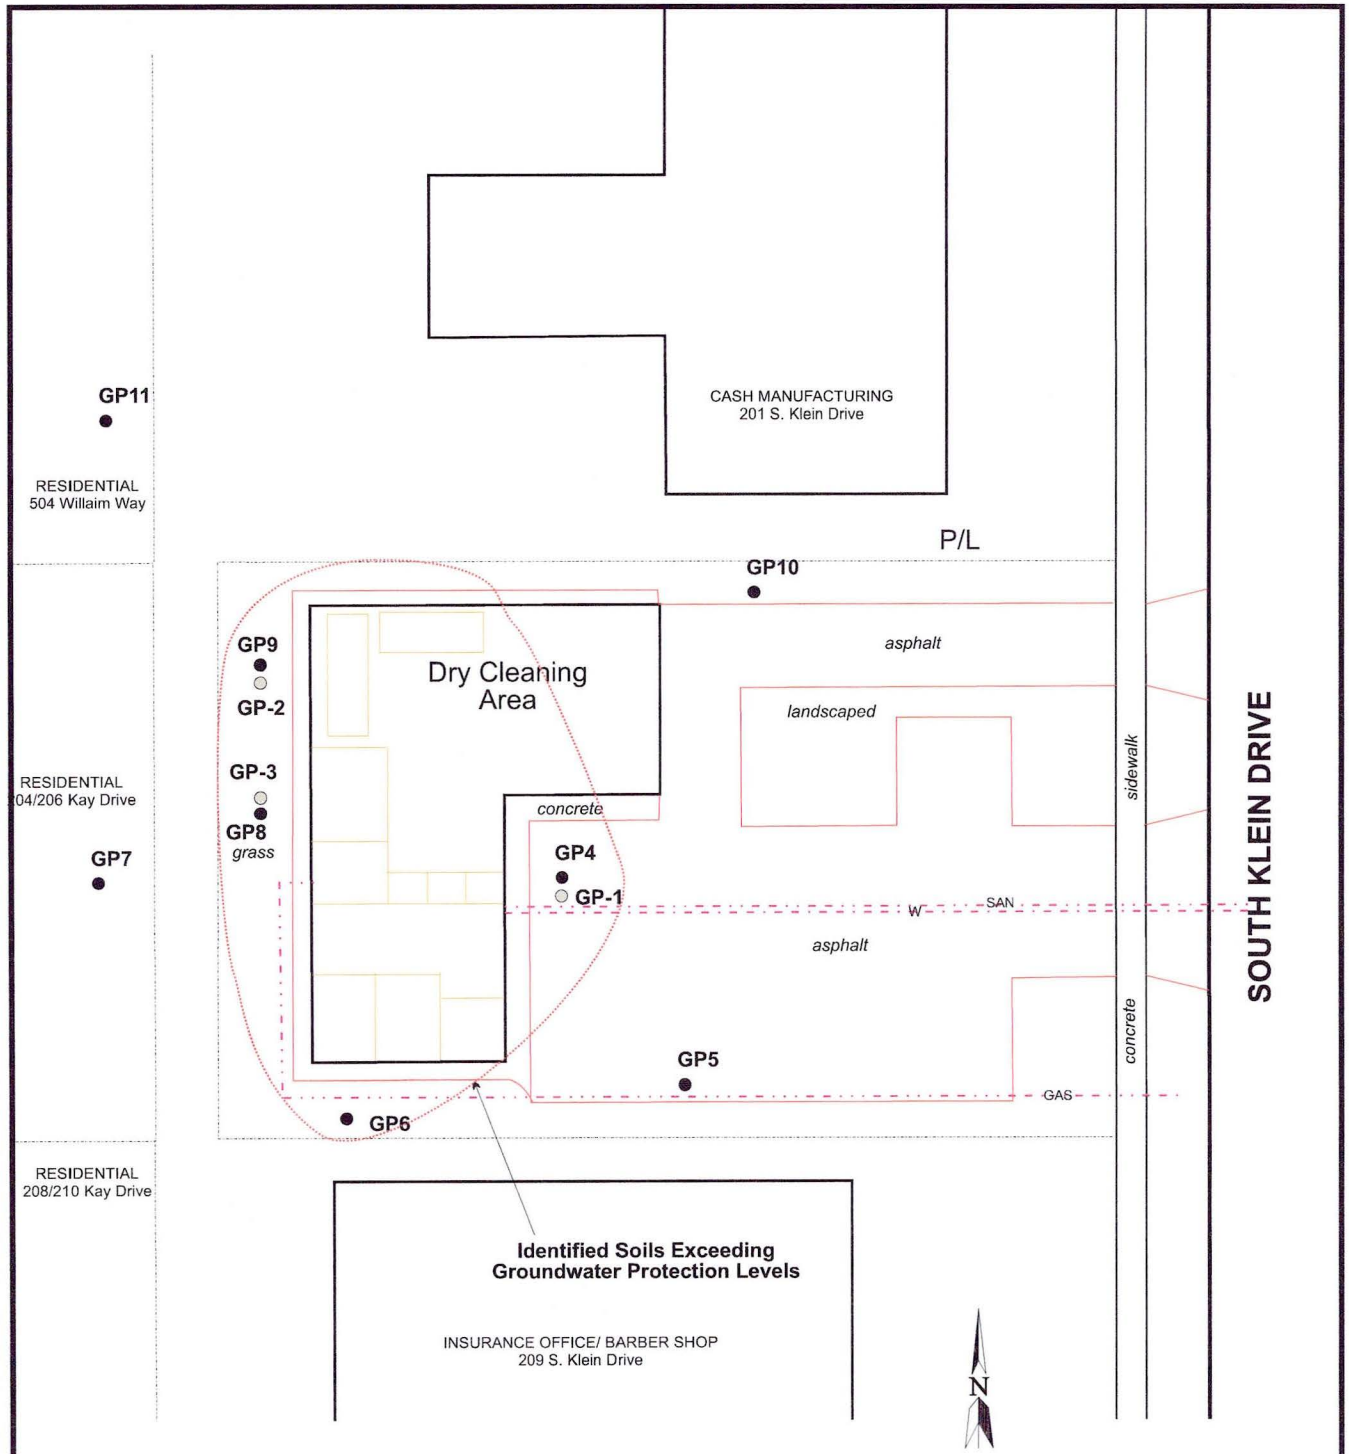 GP11
CASH MANUFACTURING
201 S. Klein Drive
RESIDENTIAL
504 Willaim Way
P/L
GP10
GP9
asphalt
Dry Cleaning
Area
GP-2
landscaped
GP-3
RESIDENTIAL
04/206 Kay Drive
sidewalk
SOUTH KLEIN DRIVE
concrete
GP8
grass
GP7
GP4
GP-1
SAN
W
asphalt
concrete
GP5
GAS
GP6
RESIDENTIAL
208/210 Kay Drive
Identified Soils Exceeding
Groundwater Protection Levels
INSURANCE OFFICE/ BARBER SHOP
209 S. Klein Drive
N